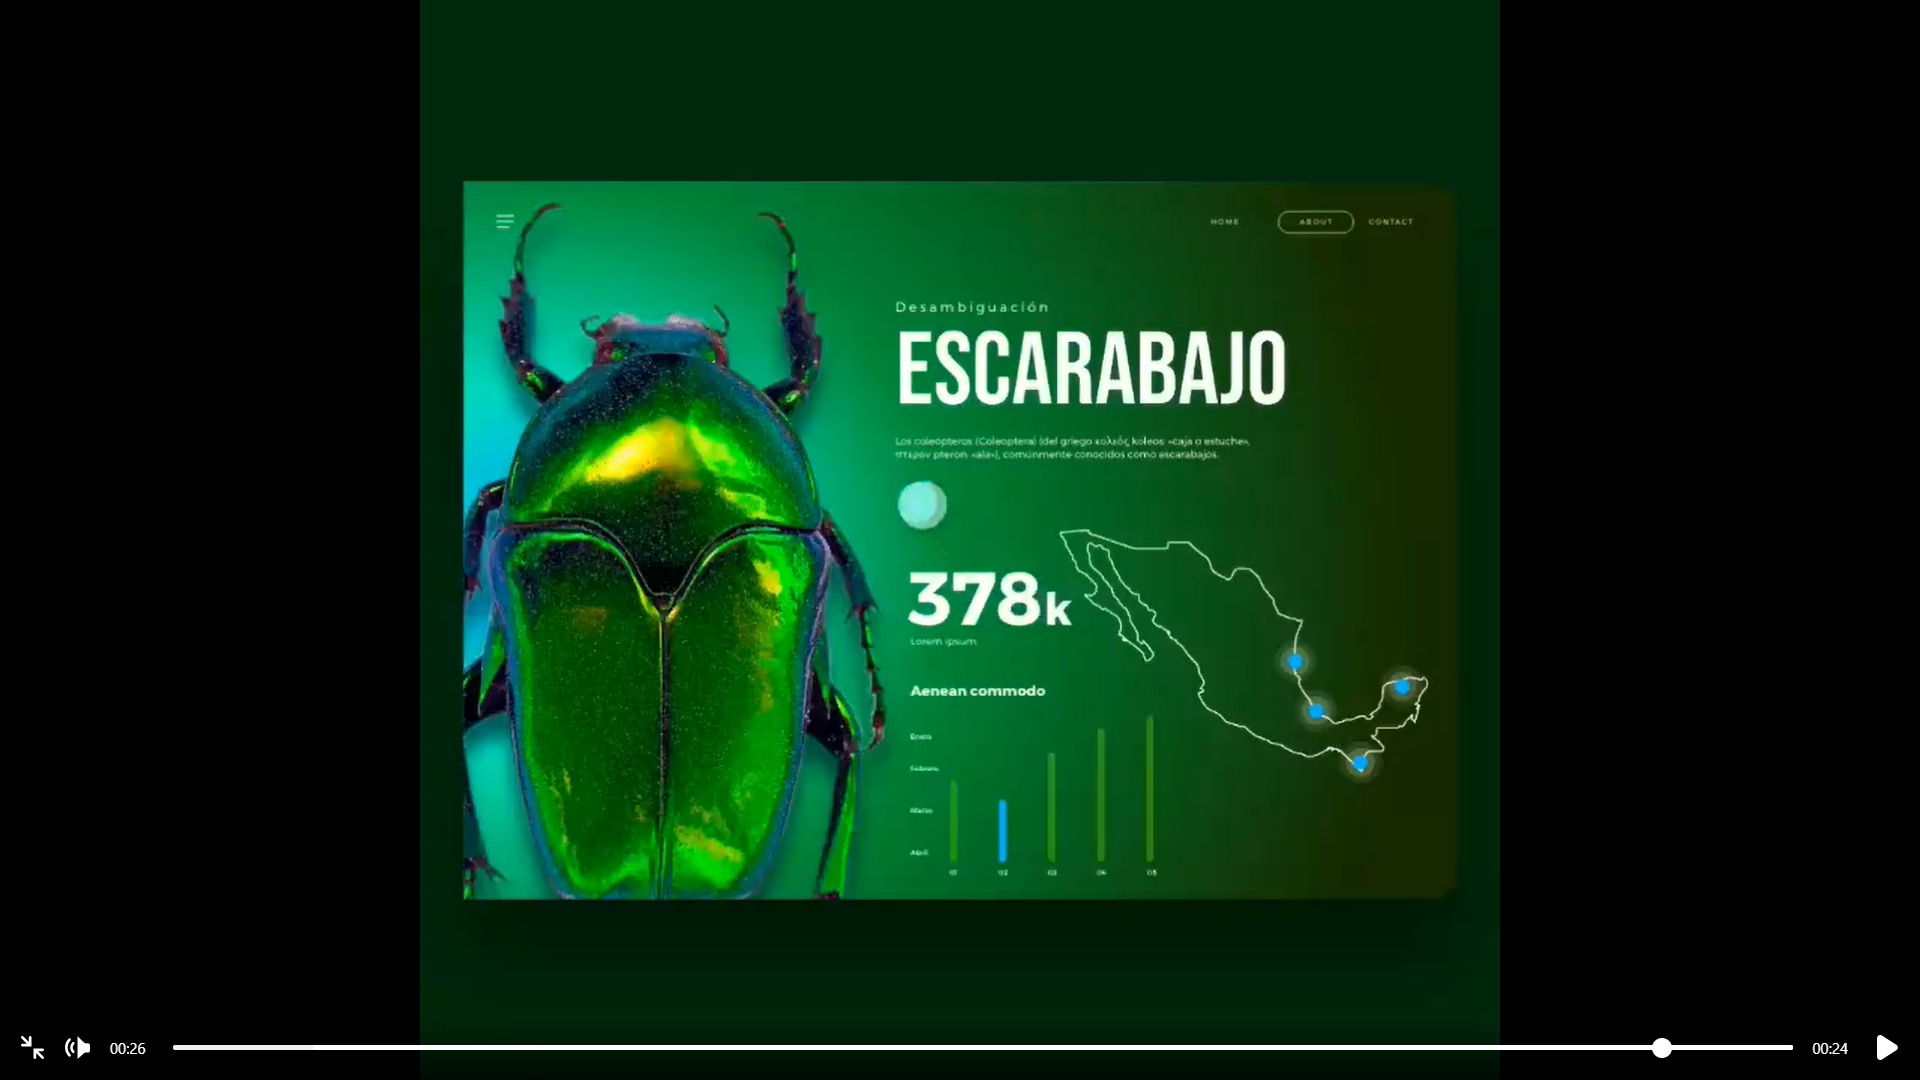 HOME
ABOUT
CONTACT
Desambiguación
ESCARABAJO
Los coleópteros (Coleoptera) (del griego κολεός koleos: «caja o estuche»,
πτερον pteron: «ala»), comúnmente conocidos como escarabajos.
378k
Lorem ipsum
Aenean commodo
Enero
Febrero
Marzo
Abril
01
02
03
04
05
00:26
00:24